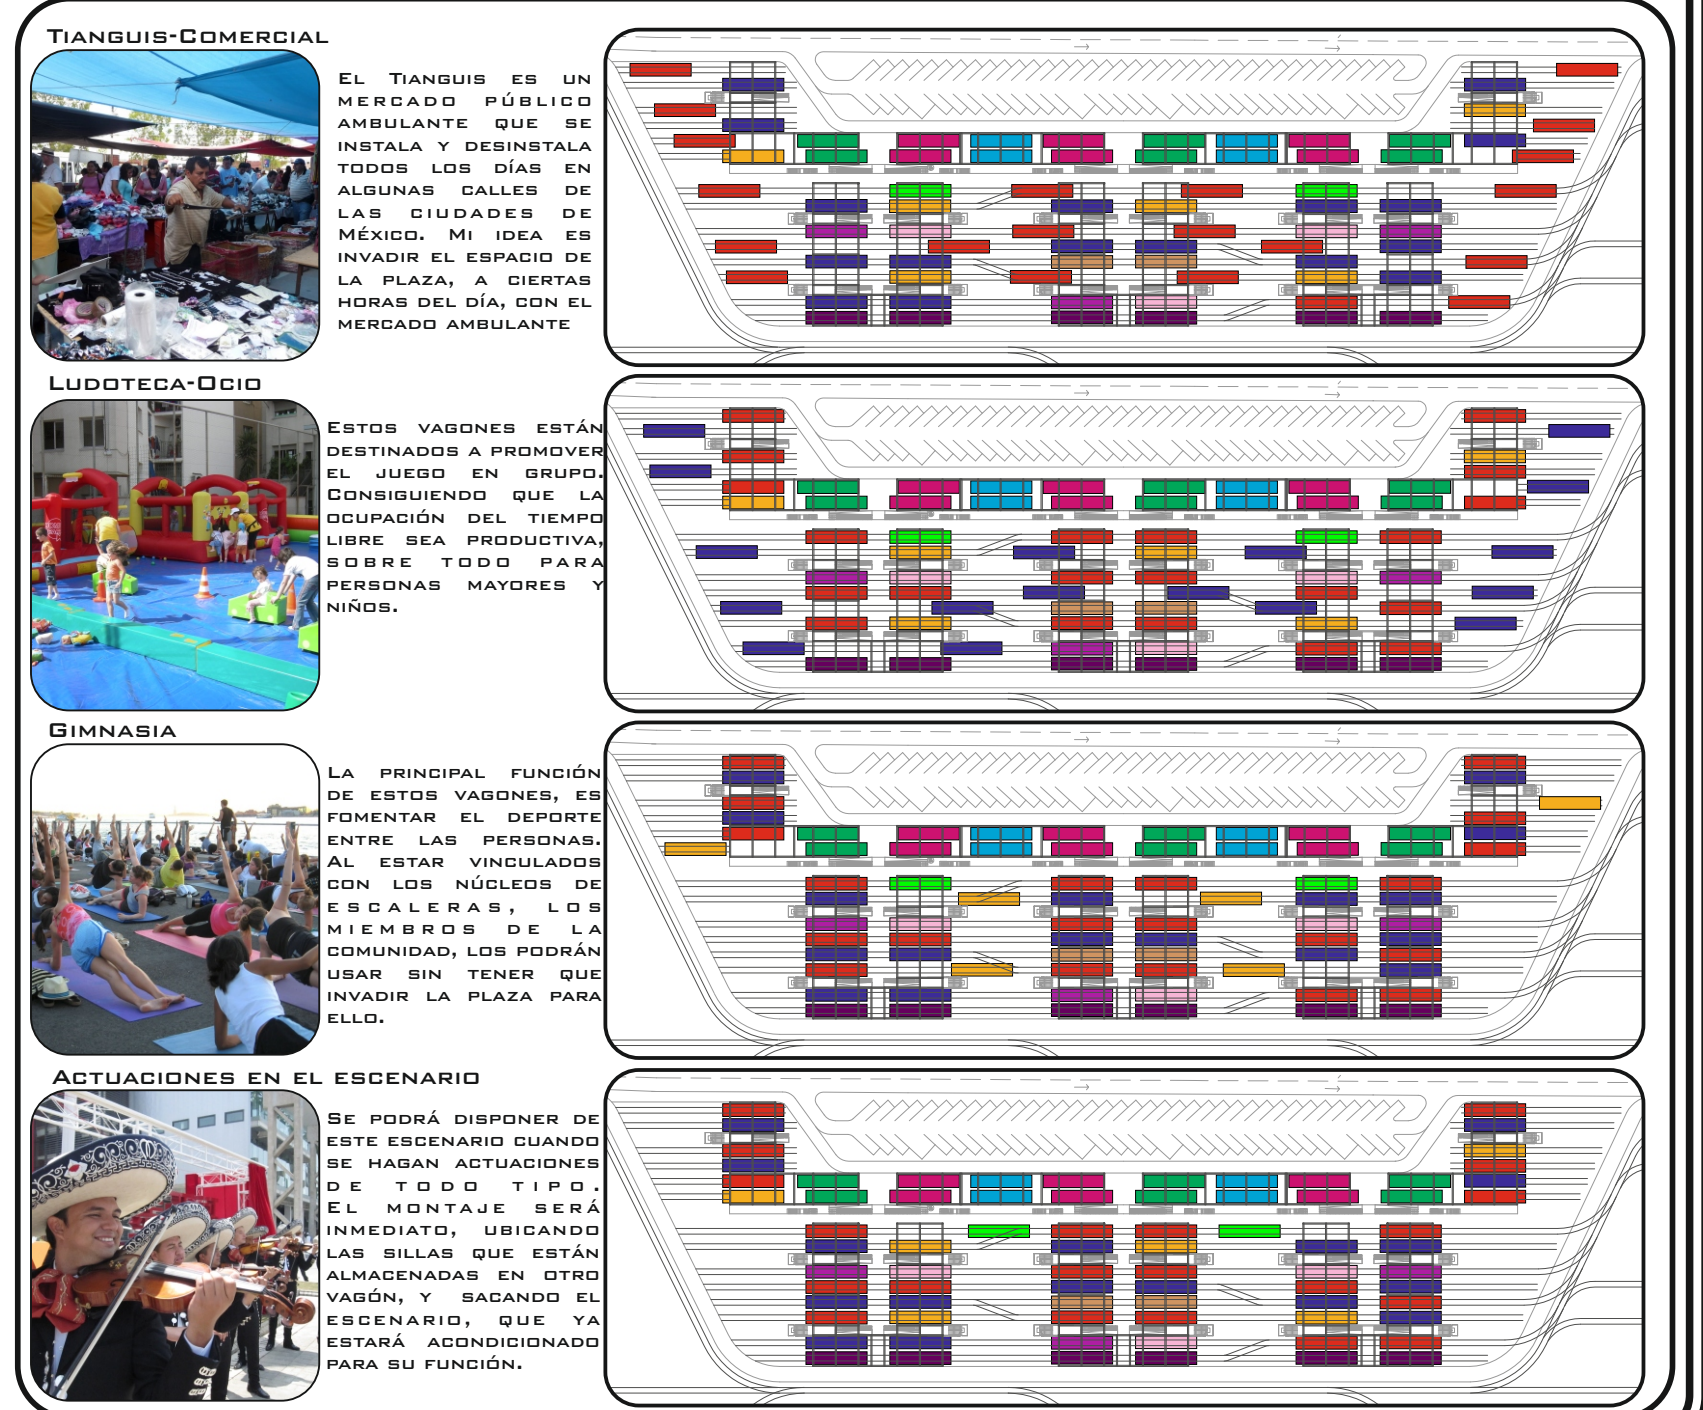 Tianguis-Comercial
El Tianguis es un
mercado público
ambulante que se
instala y desinstala
todos los días en
algunas calles de
las ciudades de
México. Mi idea es
invadir el espacio de
la plaza, a ciertas
horas del día, con el
mercado ambulante
Ludoteca-Ocio
Estos vagones están
destinados a promover
el juego en grupo.
Consiguiendo que la
ocupación del tiempo
libre sea productiva,
sobre todo para
personas mayores y
niños.
Gimnasia
La principal función
de estos vagones, es
fomentar el deporte
entre las personas.
Al estar vinculados
con los núcleos de
escaleras, los
miembros de la
comunidad, los podrán
usar sin tener que
invadir la plaza para
ello.
Actuaciones en el escenario
Se podrá disponer de
este escenario cuando
se hagan actuaciones
de todo tipo.
El montaje será
inmediato, ubicando
las sillas que están
almacenadas en otro
vagón, y sacando el
escenario, que ya
estará acondicionado
para su función.